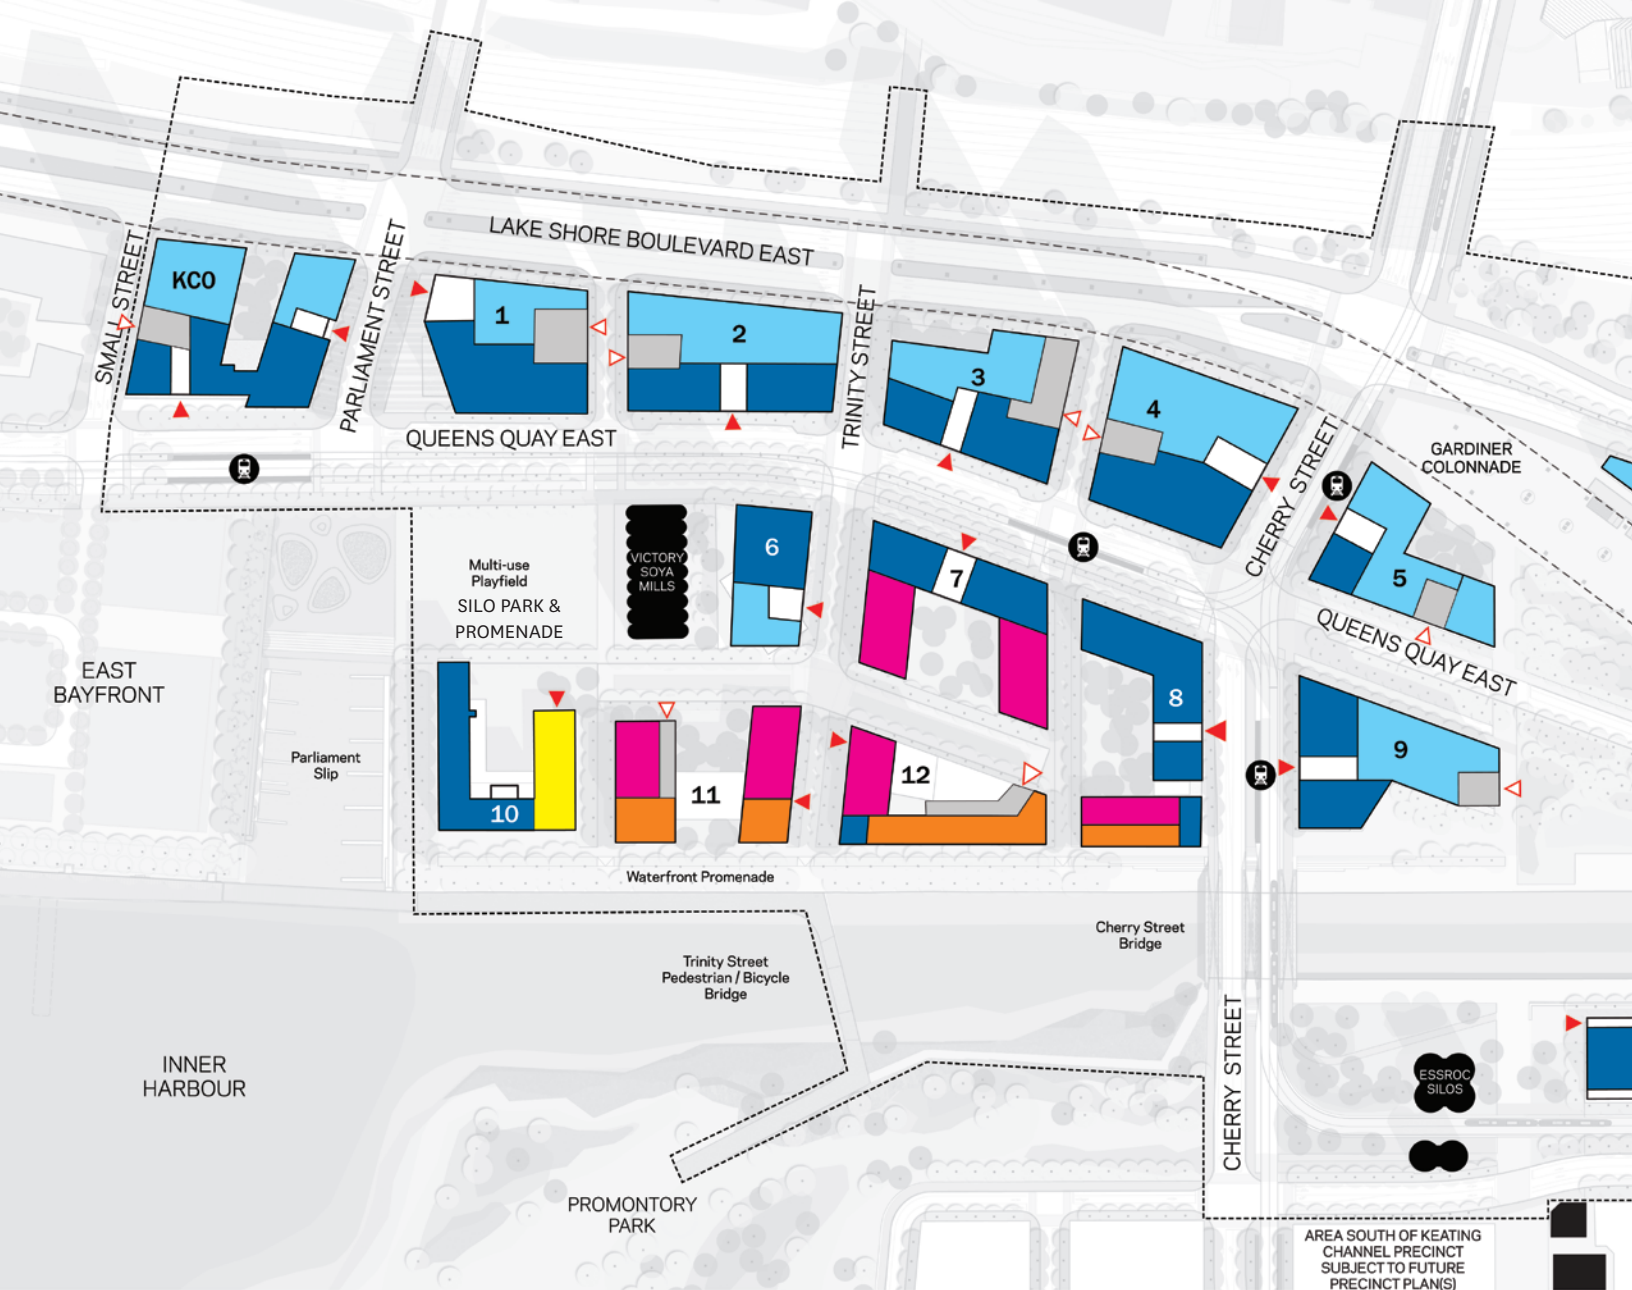 LAKE SHORE BOULEVARD EAST
SMALL STREET
PARLIAMENT STREET
TRINITY STREET
CHERRY STREET
KC0
1
2
3
4
QUEENS QUAY EAST
GARDINER
COLONNADE
5
QUEENS QUAY EAST
Multi-use
Playfield
SILO PARK &
PROMENADE
VICTORY
SOYA
MILLS
6
7
8
9
EAST
BAYFRONT
Parliament
Slip
10
11
12
Waterfront Promenade
Trinity Street
Pedestrian / Bicycle
Bridge
Cherry Street
Bridge
CHERRY STREET
INNER
HARBOUR
ESSROC
SILOS
PROMONTORY
PARK
AREA SOUTH OF KEATING
CHANNEL PRECINCT
SUBJECT TO FUTURE
PRECINCT PLAN(S)